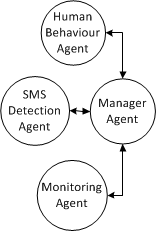 Human
Behaviour
Agent
SMS
Detection
Agent
Manager
Agent
Monitoring
Agent